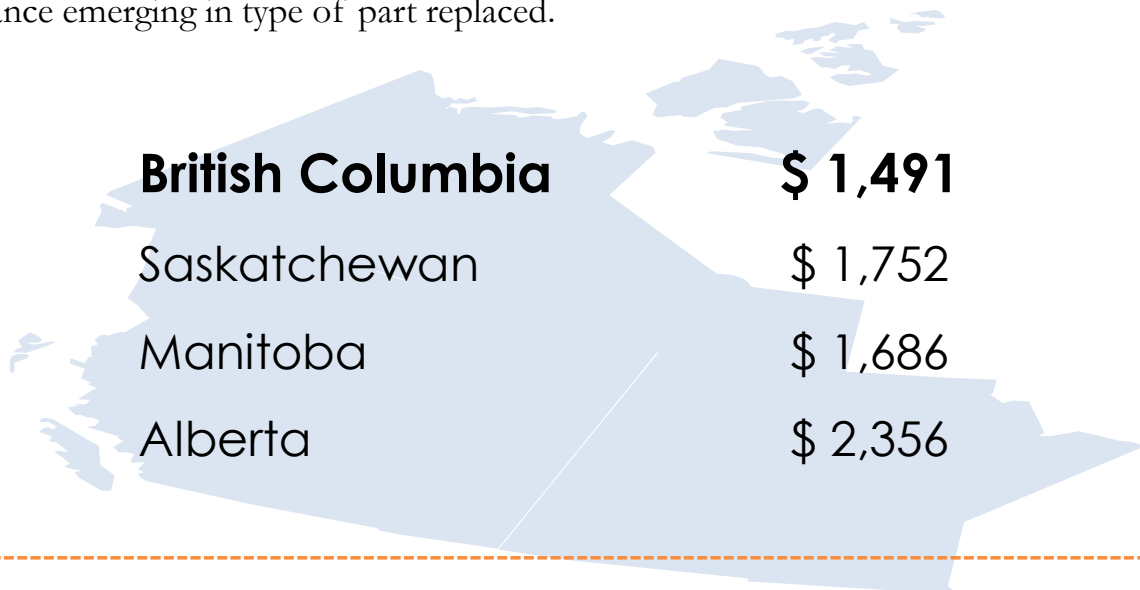 emerging in type of part replaced.
British Columbia $ 1,491
Saskatchewan $ 1,752
Manitoba $ 1,686
Alberta $ 2,356